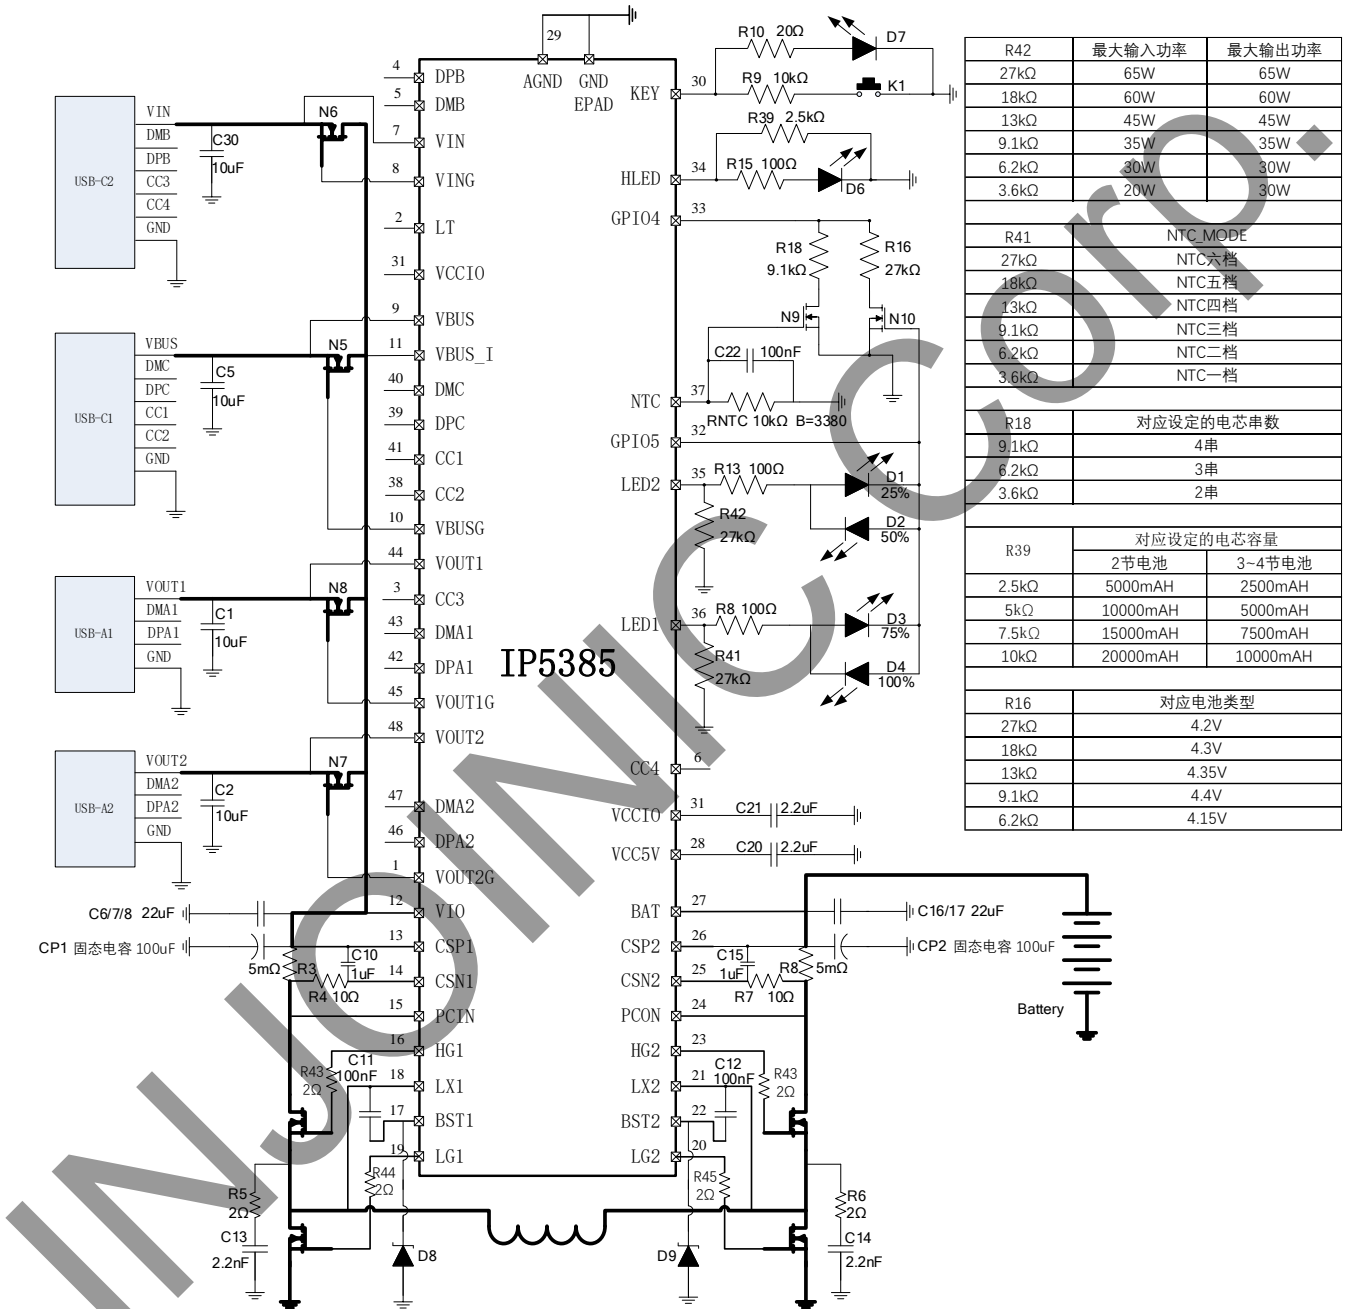 USB-C2
VIN
DMB
DPB
CC3
CC4
GND
C30
10uF
N6
USB-C1
VBUS
DMC
DPC
CC1
CC2
GND
C5
10uF
N5
USB-A1
VOUT1
DMA1
DPA1
GND
C1
10uF
N8
USB-A2
VOUT2
DMA2
DPA2
GND
C2
10uF
N7
C6/7/8 22uF
CP1 固态电容 100uF
5mΩ
R3
C10
1uF
R4 10Ω
R43
2Ω
C11
100nF
R44
2Ω
R5
2Ω
C13
2.2nF
D8
4 DPB
5 DMB
7 VIN
8 VING
2 LT
31 VCCIO
9 VBUS
11 VBUS_I
40 DMC
39 DPC
41 CC1
38 CC2
10 VBUSG
44 VOUT1
3 CC3
43 DMA1
42 DPA1
45 VOUT1G
48 VOUT2
47 DMA2
46 DPA2
1 VOUT2G
12 VIO
13 CSP1
14 CSN1
15 PCIN
16 HG1
18 LX1
17 BST1
19 LG1
29
AGND
GND
EPAD
IP5385
KEY 30
HLED 34
GPIO4 33
NTC 37
GPIO5 32
LED2 35
LED1 36
CC4 6
VCCIO 31
VCC5V 28
BAT 27
CSP2 26
CSN2 25
PCON 24
HG2 23
LX2 21
BST2 22
LG2 20
R10 20Ω
D7
R9 10kΩ
K1
R39 2.5kΩ
R15 100Ω
D6
R18
9.1kΩ
R16
27kΩ
N9
N10
C22 100nF
RNTC 10kΩ B=3380
R13 100Ω
D1
25%
R42
27kΩ
D2
50%
R8 100Ω
D3
75%
R41
27kΩ
D4
100%
C21 2.2uF
C20 2.2uF
C16/17 22uF
CP2 固态电容 100uF
C15
1uF
R8
5mΩ
R7 10Ω
Battery
C12
100nF
R43
2Ω
R45
2Ω
R6
2Ω
C14
2.2nF
D9
R42 最大输入功率 最大输出功率
27kΩ 65W 65W
18kΩ 60W 60W
13kΩ 45W 45W
9.1kΩ 35W 35W
6.2kΩ 30W 30W
3.6kΩ 20W 30W
R41 NTC_MODE
27kΩ NTC六档
18kΩ NTC五档
13kΩ NTC四档
9.1kΩ NTC三档
6.2kΩ NTC二档
3.6kΩ NTC一档
R18 对应设定的电芯串数
9.1kΩ 4串
6.2kΩ 3串
3.6kΩ 2串
R39 对应设定的电芯容量
2节电池 3~4节电池
2.5kΩ 5000mAH 2500mAH
5kΩ 10000mAH 5000mAH
7.5kΩ 15000mAH 7500mAH
10kΩ 20000mAH 10000mAH
R16 对应电池类型
27kΩ 4.2V
18kΩ 4.3V
13kΩ 4.35V
9.1kΩ 4.4V
6.2kΩ 4.15V
INJOINIC Corp.